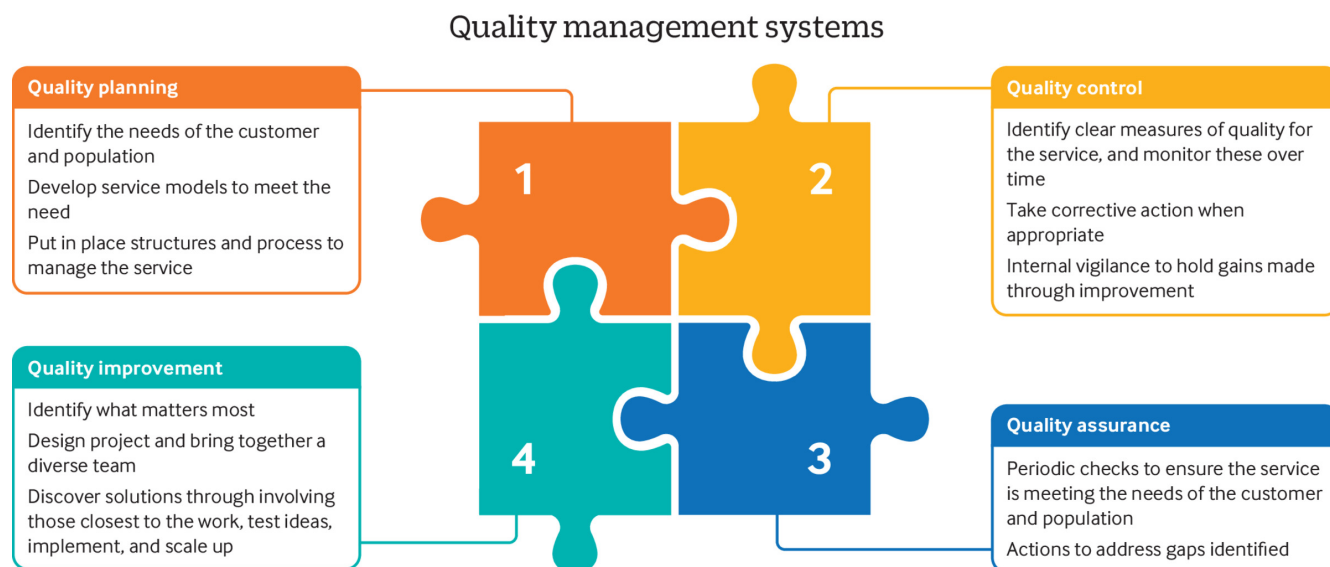 Quality management systems
Quality planning
Identify the needs of the customer
and population
Develop service models to meet the
need
Put in place structures and process to
manage the service
1
2
Quality control
Identify clear measures of quality for
the service, and monitor these over
time
Take corrective action when
appropriate
Internal vigilance to hold gains made
through improvement
Quality improvement
Identify what matters most
Design project and bring together a
diverse team
Discover solutions through involving
those closest to the work, test ideas,
implement, and scale up
4
3
Quality assurance
Periodic checks to ensure the service
is meeting the needs of the customer
and population
Actions to address gaps identified